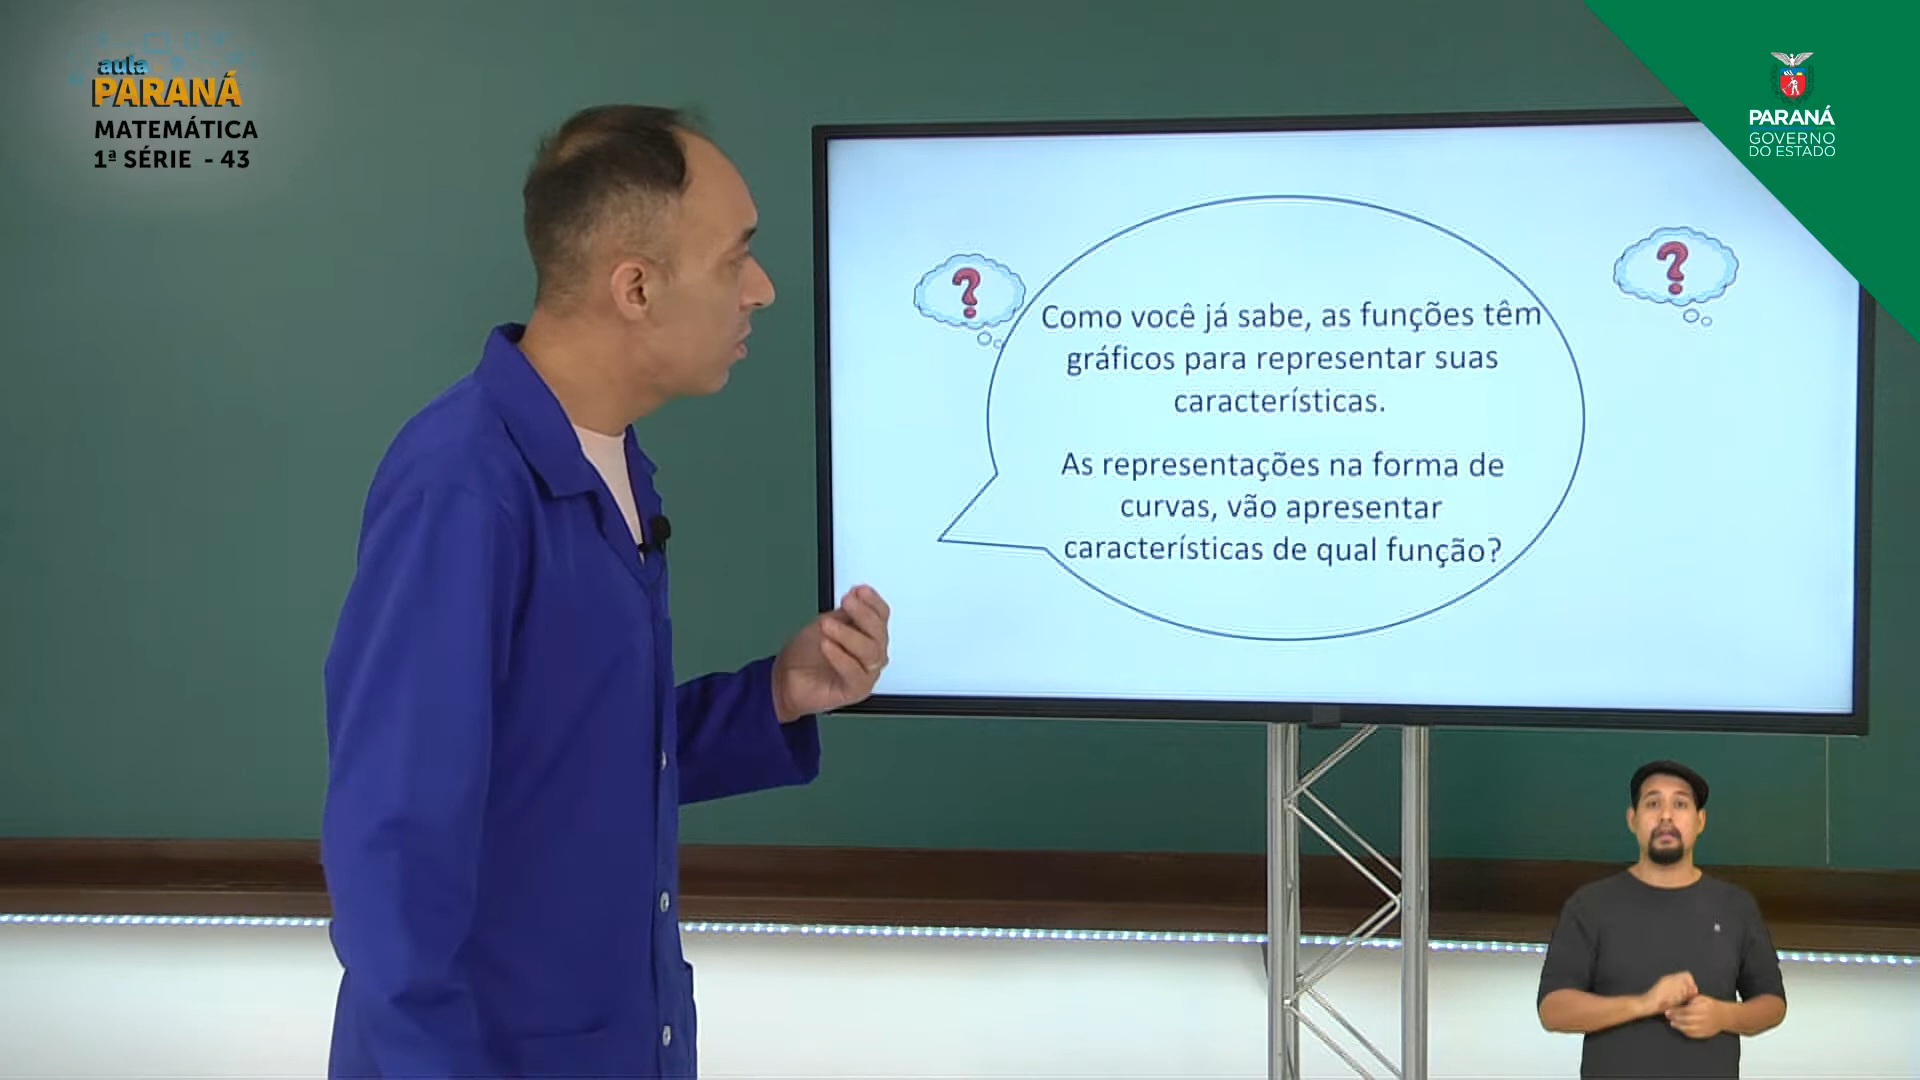 aula
PARANÁ
MATEMÁTICA
1ª SÉRIE - 43
PARANÁ
GOVERNO
DO ESTADO
?
?
Como você já sabe, as funções têm
gráficos para representar suas
características.
As representações na forma de
curvas, vão apresentar
características de qual função?